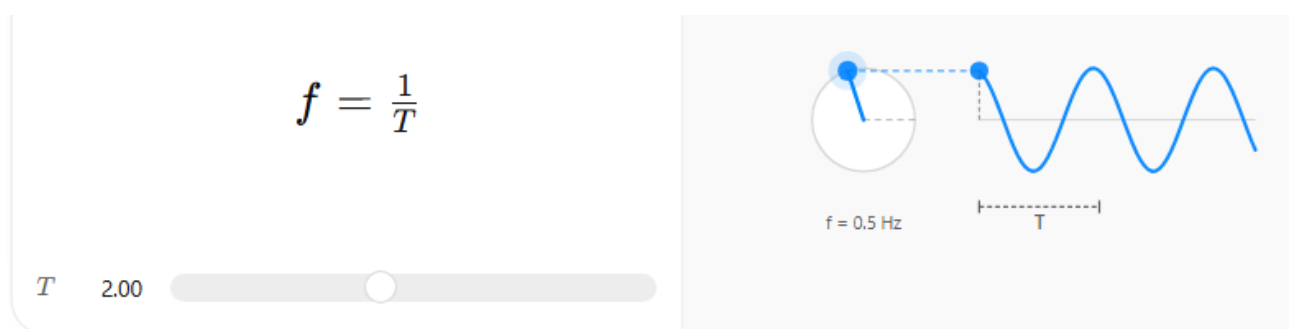 f = 1/T
f = 0.5 Hz
T
T 2.00